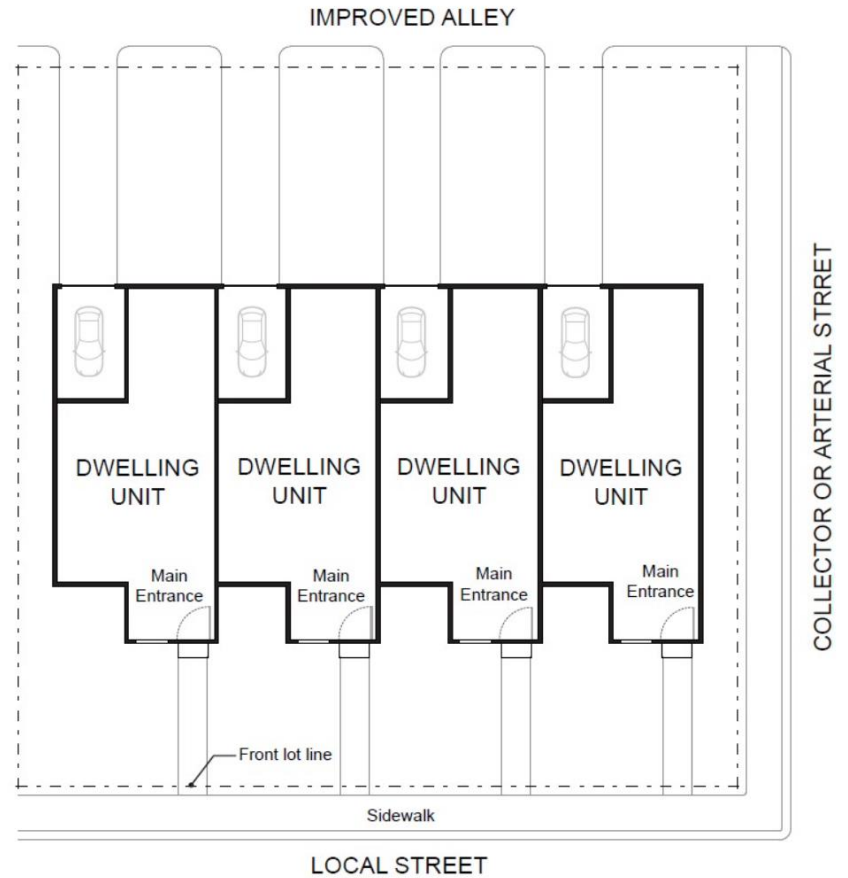 IMPROVED ALLEY
COLLECTOR OR ARTERIAL STRRET
DWELLING
UNIT
DWELLING
UNIT
DWELLING
UNIT
DWELLING
UNIT
Main
Entrance
Main
Entrance
Main
Entrance
Main
Entrance
Front lot line
Sidewalk
LOCAL STREET